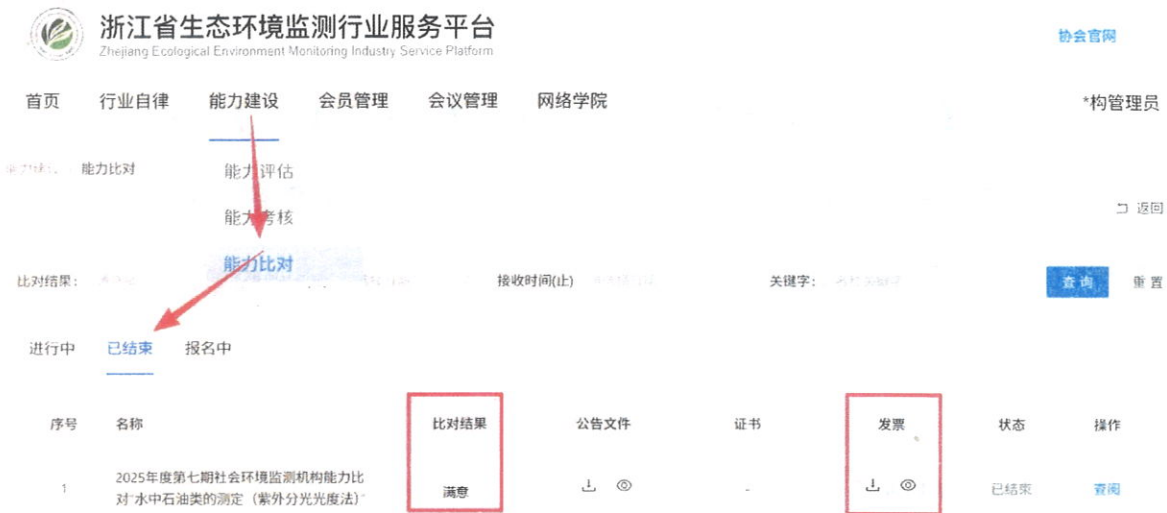 浙江省生态环境监测行业服务平台
Zhejiang Ecological Environment Monitoring Industry Service Platform
协会官网
首页 行业自律 能力建设 会员管理 会议管理 网络学院 *构管理员
能力比对
能力评估
能力考核
返回
能力比对
比对结果: 接收时间(止) 关键字: 查询 重置
进行中 已结束 报名中
序号 名称 比对结果 公告文件 证书 发票 状态 操作
1 2025年度第七期社会环境监测机构能力比 满意 - 已结束 查阅
对"水中石油类的测定(紫外分光光度法)"